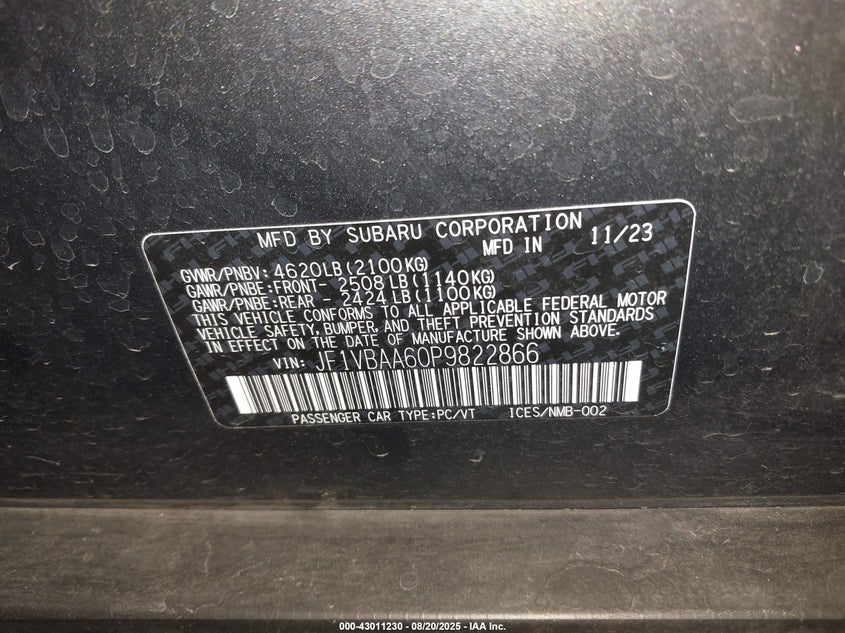 MFD BY SUBARU CORPORATION
MFD IN 11/23
GVWR/PNBV: 4620LB(2100KG)
GAWR/PNBE:FRONT- 2508LB(1140KG)
GAWR/PNBE:REAR - 2424LB(1100KG)
THIS VEHICLE CONFORMS TO ALL APPLICABLE FEDERAL MOTOR
VEHICLE SAFETY, BUMPER, AND THEFT PREVENTION STANDARDS
IN EFFECT ON THE DATE OF MANUFACTURE SHOWN ABOVE.
VIN: JF1VBAA60P9822866
PASSENGER CAR TYPE:PC/VT ICES/NMB-002
000-43011230 - 08/20/2025 - IAA Inc.